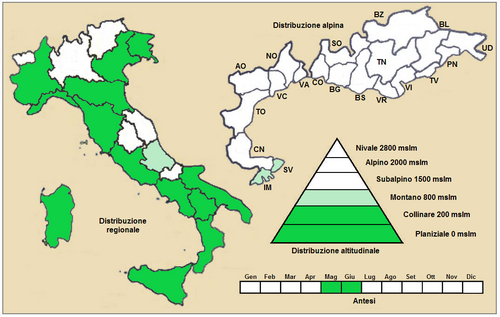 Distribuzione alpina
BZ
BL
SO
NO
UD
AO
TN
PN
TV
VI
VA
CO
VC
BG
BS
VR
TO
CN
SV
IM
Nivale 2800 mslm
Alpino 2000 mslm
Subalpino 1500 mslm
Montano 800 mslm
Collinare 200 mslm
Planiziale 0 mslm
Distribuzione altitudinale
Distribuzione
regionale
Gen Feb Mar Apr Mag Giu Lug Ago Set Ott Nov Dic
Antesi